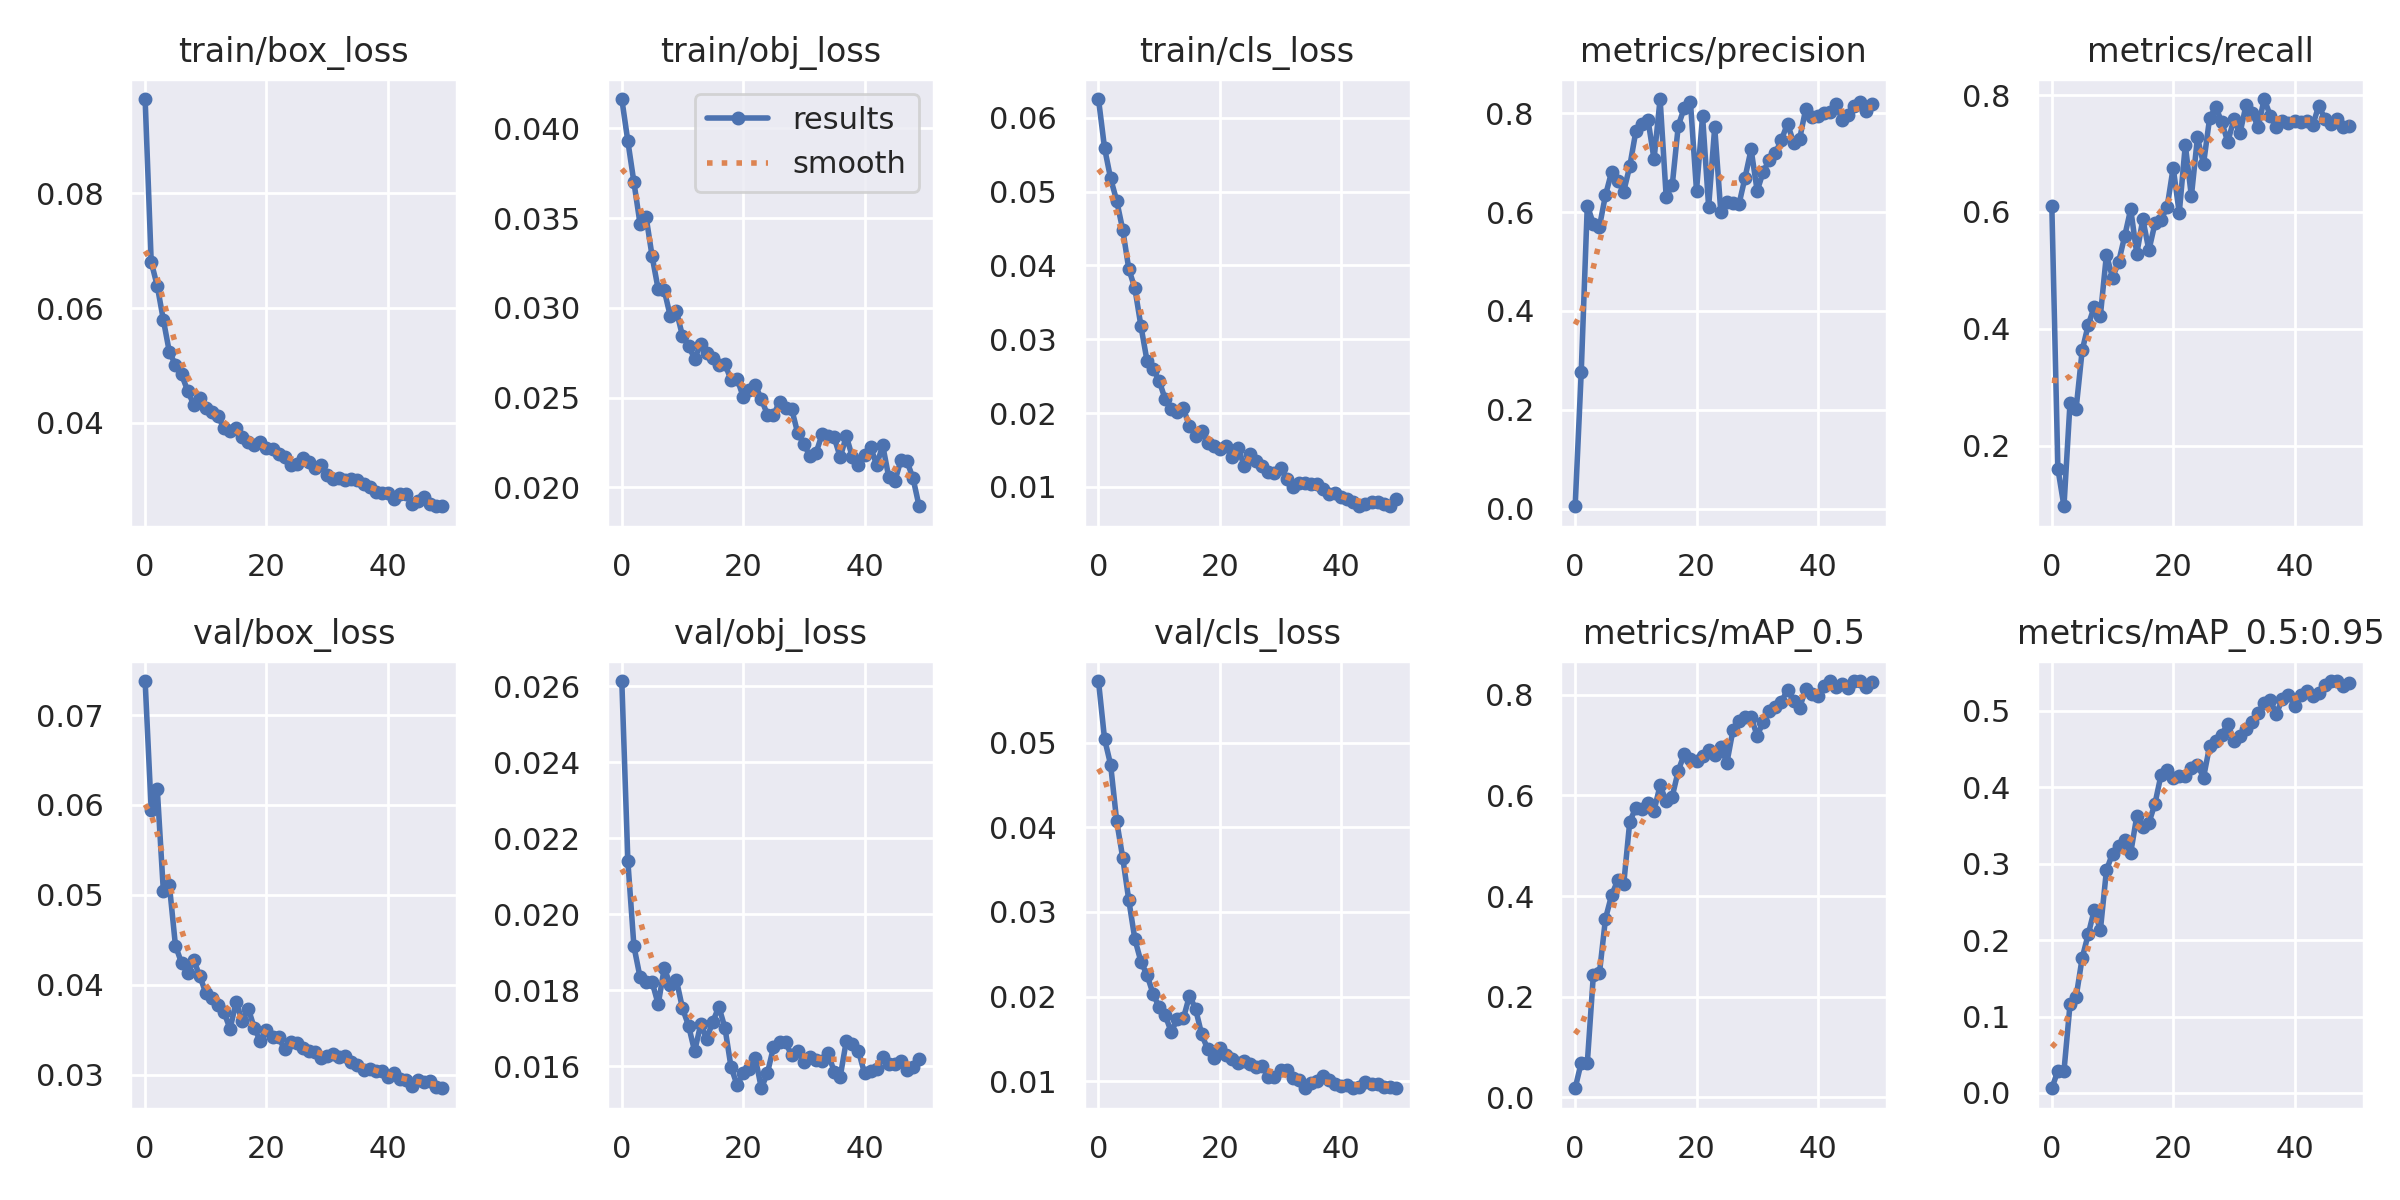 train/box_loss
0.08
0.06
0.04
0 20 40
train/obj_loss
results
smooth
0.040
0.035
0.030
0.025
0.020
0 20 40
train/cls_loss
0.06
0.05
0.04
0.03
0.02
0.01
0 20 40
metrics/precision
0.8
0.6
0.4
0.2
0.0
0 20 40
metrics/recall
0.8
0.6
0.4
0.2
0 20 40
val/box_loss
0.07
0.06
0.05
0.04
0.03
0 20 40
val/obj_loss
0.026
0.024
0.022
0.020
0.018
0.016
0 20 40
val/cls_loss
0.05
0.04
0.03
0.02
0.01
0 20 40
metrics/mAP_0.5
0.8
0.6
0.4
0.2
0.0
0 20 40
metrics/mAP_0.5:0.95
0.5
0.4
0.3
0.2
0.1
0.0
0 20 40